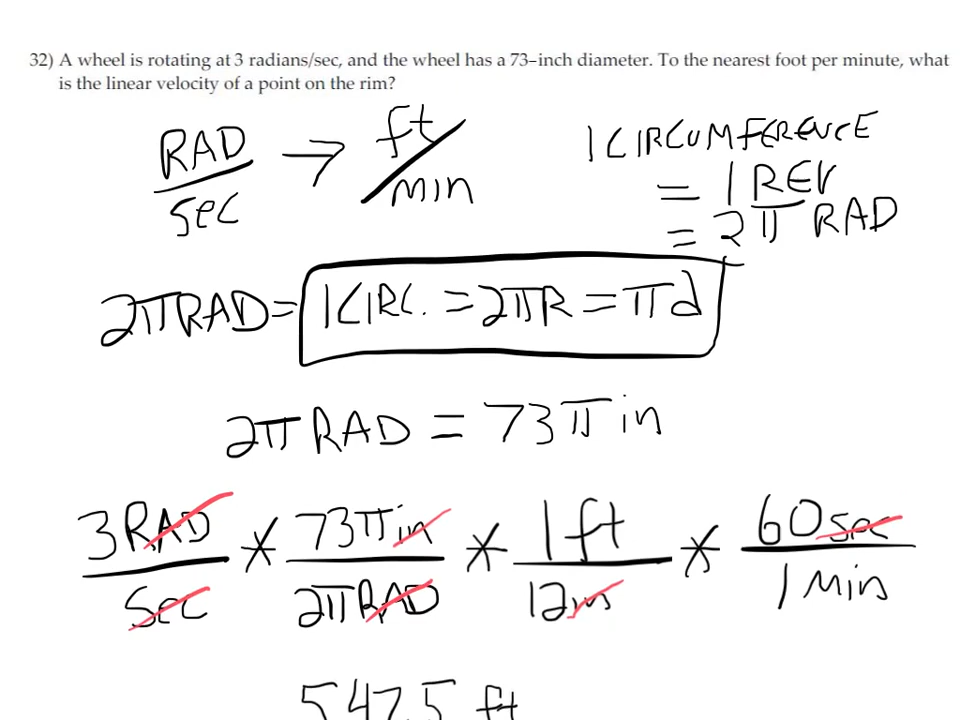 32) A wheel is rotating at 3 radians/sec, and the wheel has a 73–inch diameter. To the nearest foot per minute, what
is the linear velocity of a point on the rim?
RAD/sec → ft/min
1 CIRCUMFERENCE
= 1 REV
= 2π RAD
2π RAD = 1 CIRC. = 2πR = πd
2π RAD = 73π in
3 RAD/sec * 73π in/2π RAD * 1 ft/12 in * 60 sec/1 Min
547.5 ft